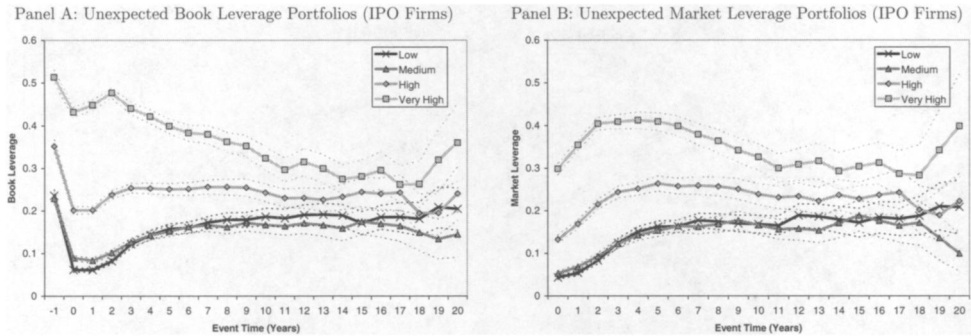 Panel A: Unexpected Book Leverage Portfolios (IPO Firms)
0.6
0.5
0.4
0.3
0.2
0.1
0
Book Leverage
Low
Medium
High
Very High
-1 0 1 2 3 4 5 6 7 8 9 10 11 12 13 14 15 16 17 18 19 20
Event Time (Years)
Panel B: Unexpected Market Leverage Portfolios (IPO Firms)
0.6
0.5
0.4
0.3
0.2
0.1
0
Market Leverage
Low
Medium
High
Very High
0 1 2 3 4 5 6 7 8 9 10 11 12 13 14 15 16 17 18 19 20
Event Time (Years)